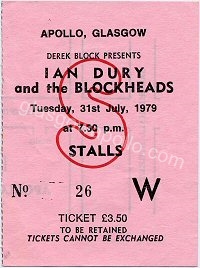 APOLLO, GLASGOW
DEREK BLOCK PRESENTS
IAN DURY
and the BLOCKHEADS
Tuesday, 31st July, 1979
at 7.30 p.m.
STALLS
S
No 26 W
TICKET £3.50
TO BE RETAINED
TICKETS CANNOT BE EXCHANGED